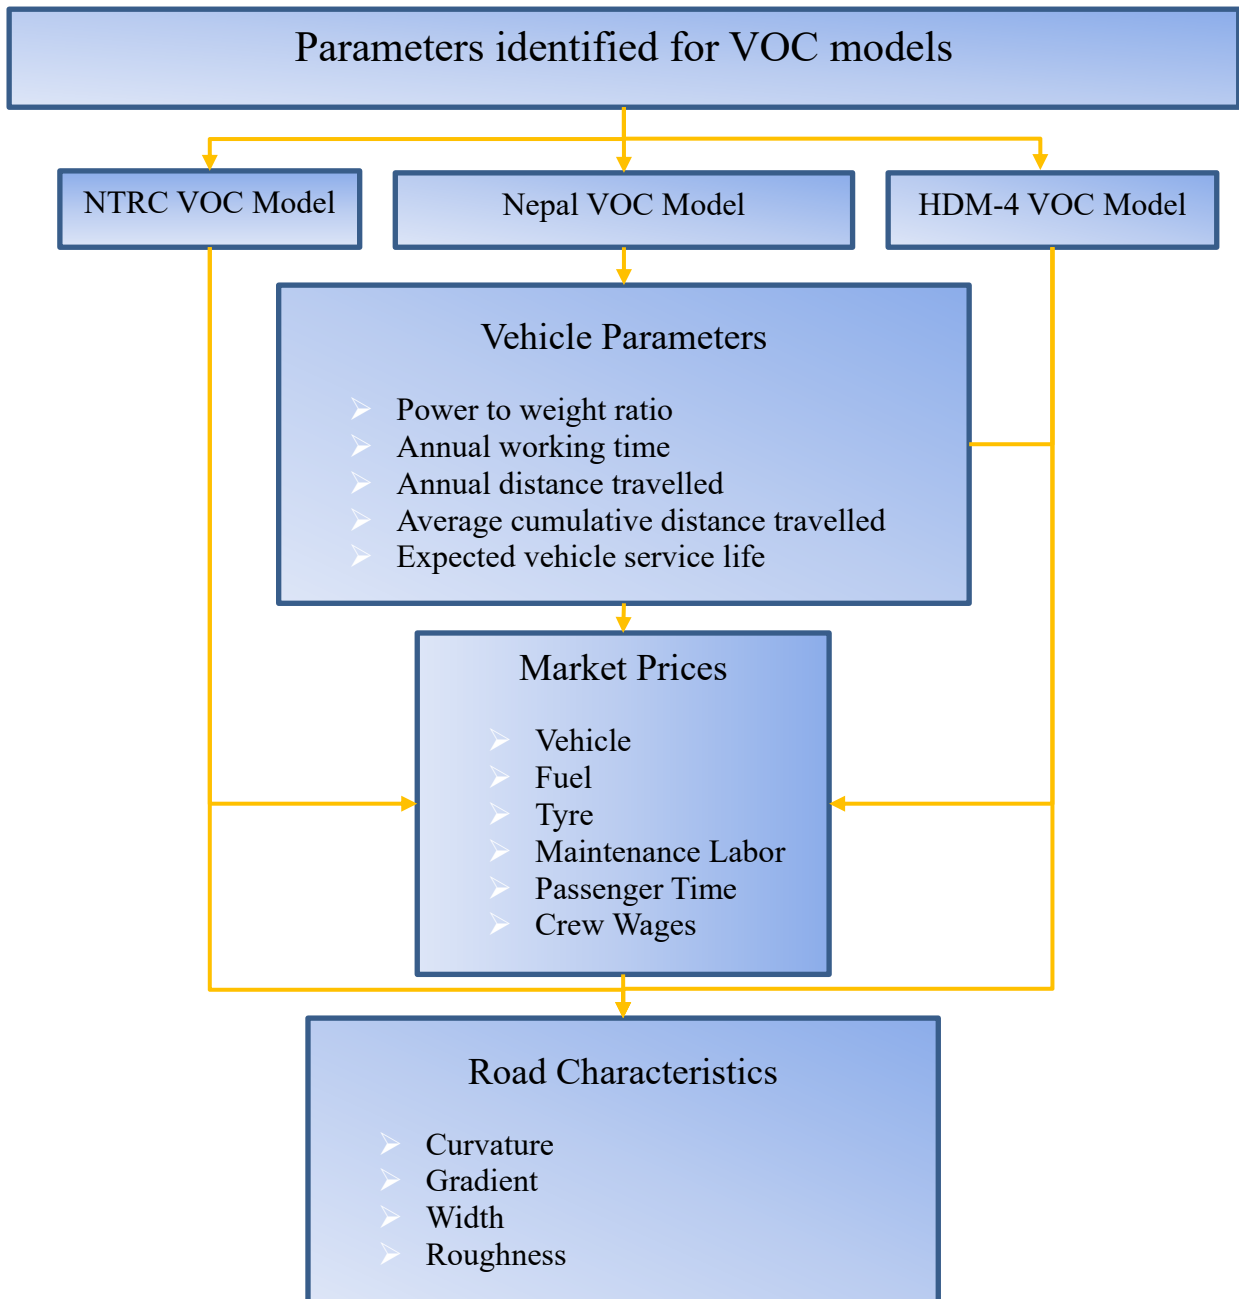 Parameters identified for VOC models
NTRC VOC Model
Nepal VOC Model
HDM-4 VOC Model
Vehicle Parameters
Power to weight ratio
Annual working time
Annual distance travelled
Average cumulative distance travelled
Expected vehicle service life
Market Prices
Vehicle
Fuel
Tyre
Maintenance Labor
Passenger Time
Crew Wages
Road Characteristics
Curvature
Gradient
Width
Roughness